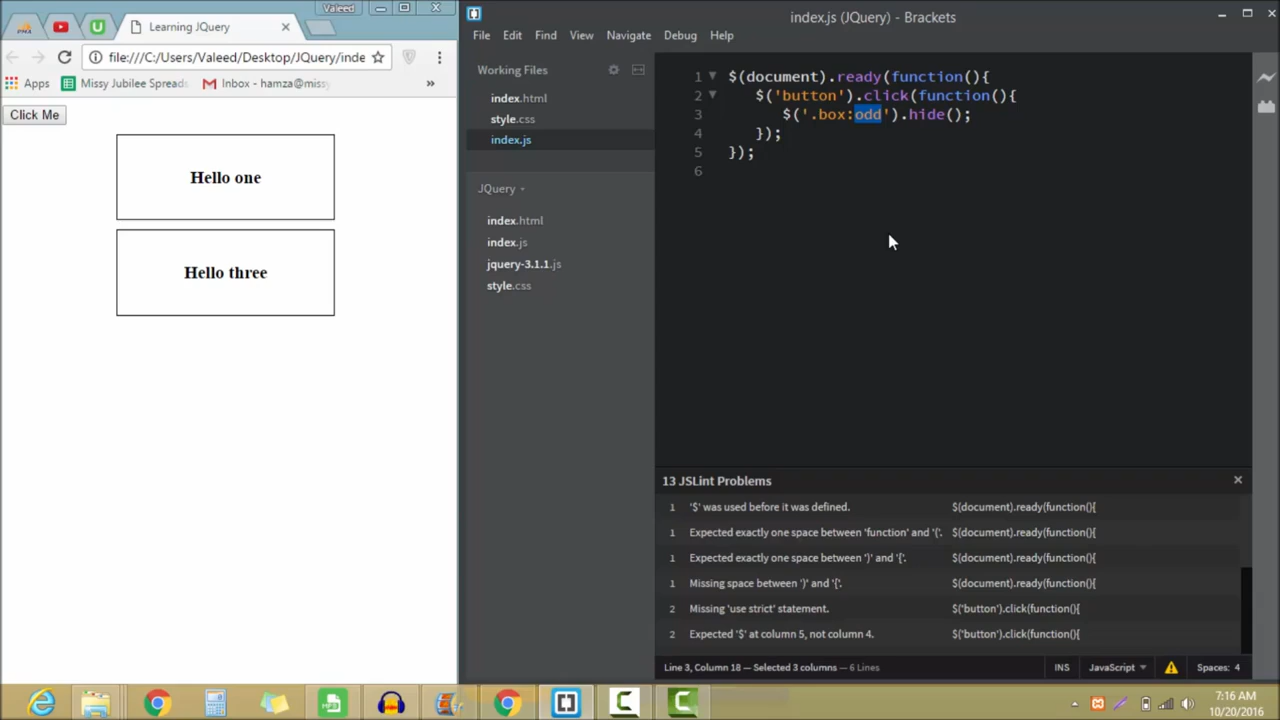 Valeed
PMA
Learning JQuery
file:///C:/Users/Valeed/Desktop/JQuery/inde
Apps
Missy Jubilee Spreads
Inbox - hamza@missy
»
Click Me
Hello one
Hello three
index.js (JQuery) - Brackets
File Edit Find View Navigate Debug Help
Working Files
index.html
style.css
index.js
JQuery
index.html
index.js
jquery-3.1.1.js
style.css
1 $(document).ready(function(){
2 $('button').click(function(){
3 $('.box:odd').hide();
4 });
5 });
6
13 JSLint Problems
1 '$' was used before it was defined. $(document).ready(function(){
1 Expected exactly one space between 'function' and '('. $(document).ready(function(){
1 Expected exactly one space between ')' and '{'. $(document).ready(function(){
1 Missing space between ')' and '{'. $(document).ready(function(){
2 Missing 'use strict' statement. $('button').click(function(){
2 Expected '$' at column 5, not column 4. $('button').click(function(){
Line 3, Column 18 — Selected 3 columns — 6 Lines
INS JavaScript Spaces: 4
7:16 AM
10/20/2016